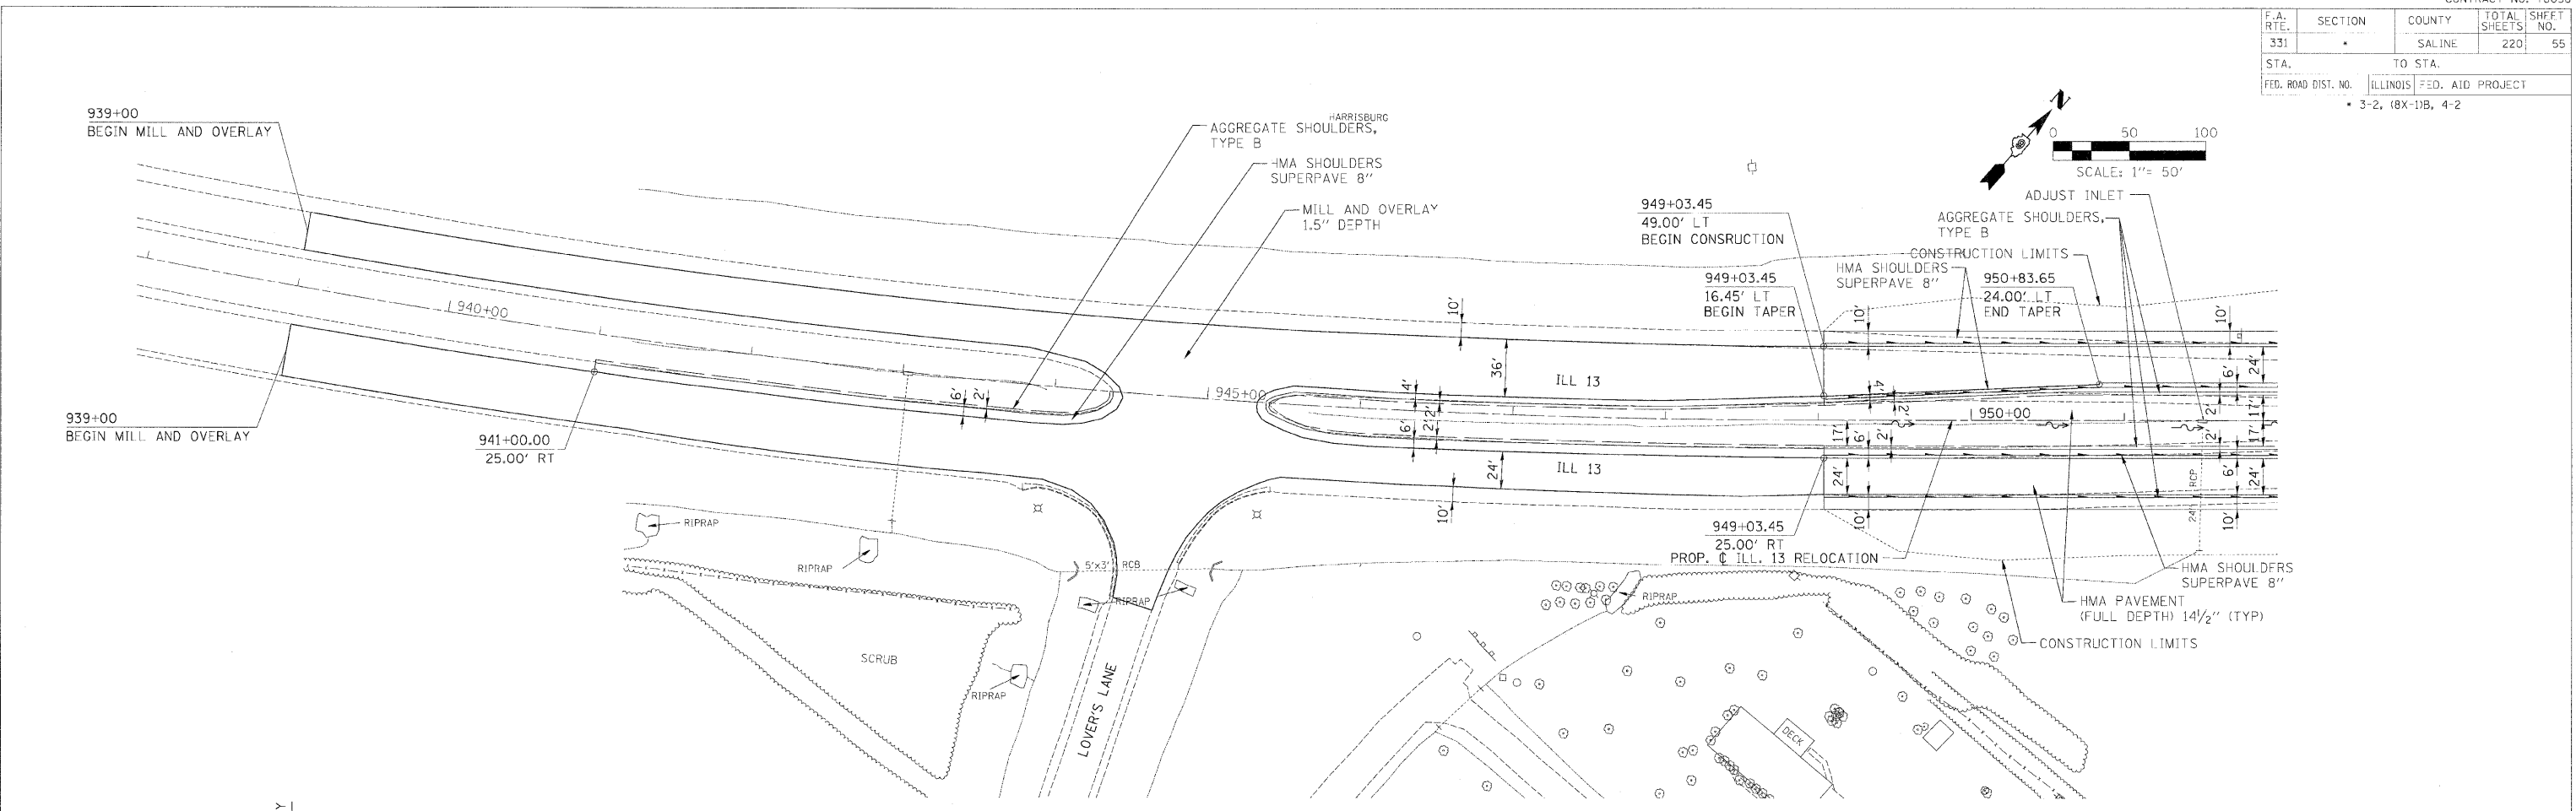 F.A. RTE. SECTION COUNTY TOTAL SHEETS SHEET NO.
331 * SALINE 220 55
STA. TO STA.
FED. ROAD DIST. NO. ILLINOIS FED. AID PROJECT
* 3-2, (8X-1)B, 4-2
N
0 50 100
SCALE: 1"= 50'
939+00
BEGIN MILL AND OVERLAY
HARRISBURG
AGGREGATE SHOULDERS,
TYPE B
HMA SHOULDERS
SUPERPAVE 8"
MILL AND OVERLAY
1.5" DEPTH
949+03.45
49.00' LT
BEGIN CONSRUCTION
949+03.45
16.45' LT
BEGIN TAPER
ADJUST INLET
AGGREGATE SHOULDERS,
TYPE B
CONSTRUCTION LIMITS
HMA SHOULDERS
SUPERPAVE 8"
950+83.65
24.00' LT
END TAPER
940+00
945+00
950+00
10'
36'
ILL 13
4'
2'
6'
2'
6'
2'
24'
ILL 13
10'
10'
4'
2'
17'
6'
2'
24'
10'
10'
24'
6'
2'
17'
17'
2'
6'
24'
10'
24" RCP
939+00
BEGIN MILL AND OVERLAY
941+00.00
25.00' RT
949+03.45
25.00' RT
PROP. ℄ ILL. 13 RELOCATION
HMA SHOULDERS
SUPERPAVE 8"
HMA PAVEMENT
(FULL DEPTH) 14½" (TYP)
CONSTRUCTION LIMITS
RIPRAP
RIPRAP
5'x3' RCB
RIPRAP
RIPRAP
RIPRAP
SCRUB
LOVER'S LANE
DECK